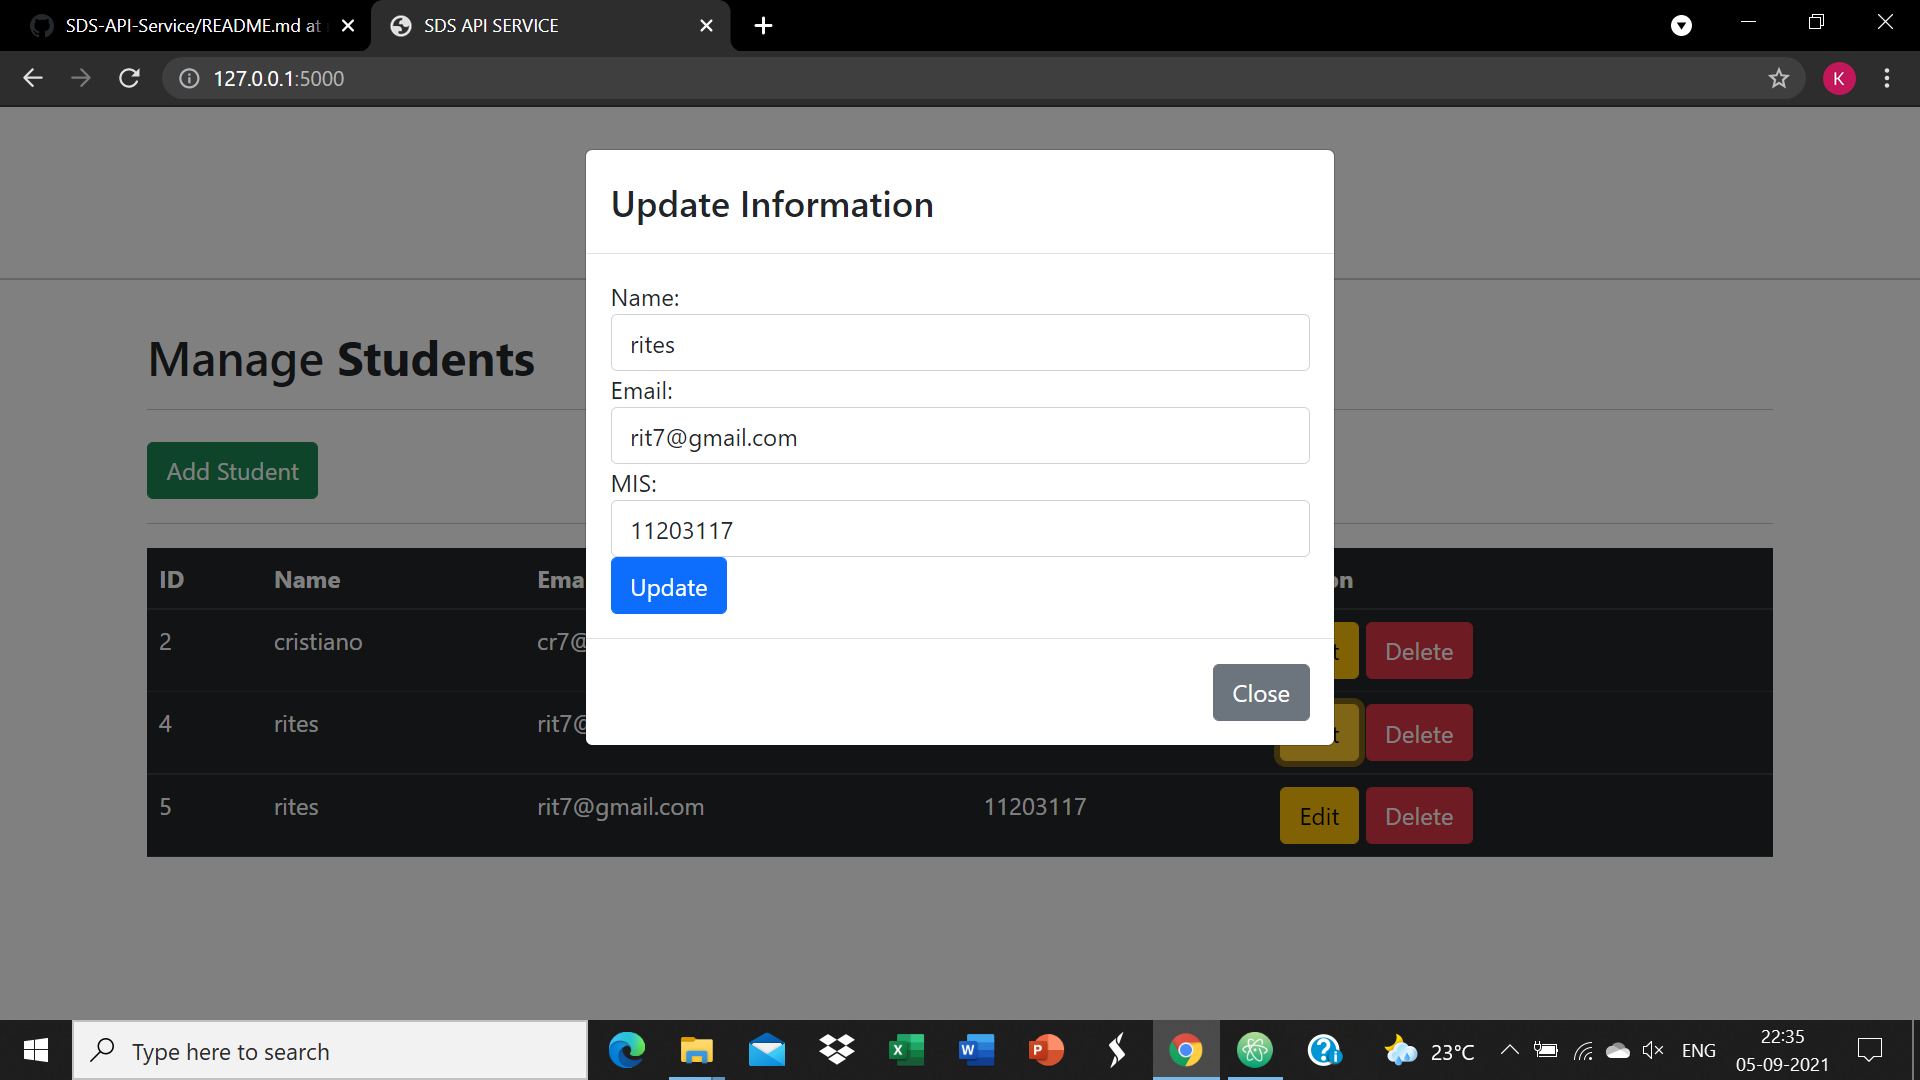 SDS-API-Service/README.md at
SDS API SERVICE
K
127.0.0.1:5000
Update Information
Name:
rites
Manage Students
Email:
rit7@gmail.com
Add Student
MIS:
11203117
ID Name Ema on
Update
2 cristiano cr7@ t Delete
Close
4 rites rit7@ t Delete
5 rites rit7@gmail.com 11203117 Edit Delete
Type here to search
23°C
ENG
22:35
05-09-2021